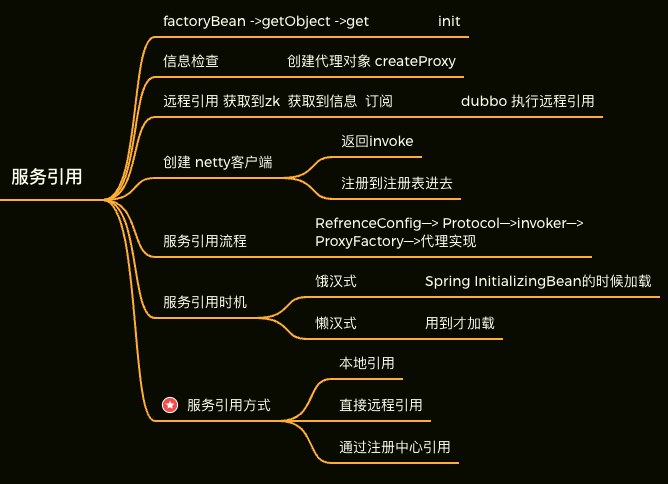 factoryBean ->getObject ->get init
信息检查 创建代理对象 createProxy
远程引用 获取到zk 获取到信息 订阅 dubbo 执行远程引用
返回invoke
创建 netty客户端
服务引用
注册到注册表进去
RefrenceConfig—> Protocol—>invoker—>
服务引用流程
ProxyFactory—>代理实现
饿汉式 Spring InitializingBean的时候加载
服务引用时机
懒汉式 用到才加载
本地引用
服务引用方式
直接远程引用
通过注册中心引用